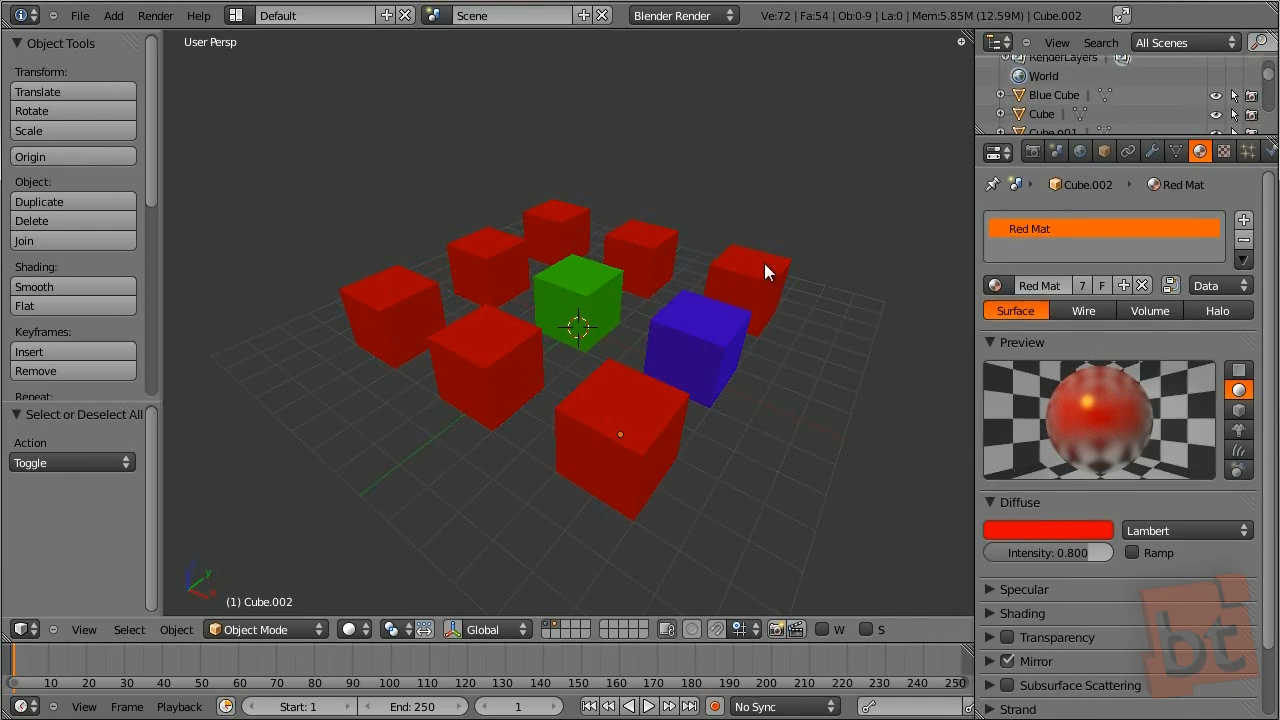 File Add Render Help Default Scene Blender Render Ve:72 | Fa:54 | Ob:0-9 | La:0 | Mem:5.85M (12.59M) | Cube.002
Object Tools
Transform:
Translate
Rotate
Scale
Origin
Object:
Duplicate
Delete
Join
Shading:
Smooth
Flat
Keyframes:
Insert
Remove
Repeat:
Select or Deselect All
Action
Toggle
User Persp
(1) Cube.002
View Select Object Object Mode Global W S
10 20 30 40 50 60 70 80 90 100 110 120 130 140 150 160 170 180 190 200 210 220 230 240 250
View Frame Playback Start: 1 End: 250 1 No Sync
View Search All Scenes
RenderLayers |
World
Blue Cube |
Cube |
Cube.001
Cube.002 Red Mat
Red Mat
Red Mat 7 F Data
Surface Wire Volume Halo
Preview
Diffuse
Lambert
Intensity: 0.800 Ramp
Specular
Shading
Transparency
Mirror
Subsurface Scattering
Strand
bt